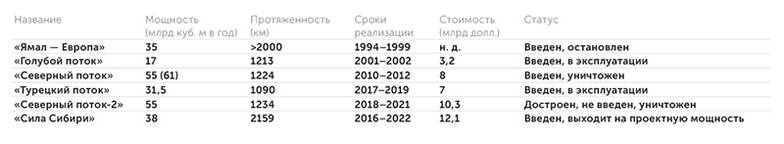 Название Мощность (млрд куб. м в год) Протяженность (км) Сроки реализации Стоимость (млрд долл.) Статус
«Ямал — Европа» 35 >2000 1994–1999 н. д. Введен, остановлен
«Голубой поток» 17 1213 2001–2002 3,2 Введен, в эксплуатации
«Северный поток» 55 (61) 1224 2010–2012 8 Введен, уничтожен
«Турецкий поток» 31,5 1090 2017–2019 7 Введен, в эксплуатации
«Северный поток-2» 55 1234 2018–2021 10,3 Достроен, не введен, уничтожен
«Сила Сибири» 38 2159 2016–2022 12,1 Введен, выходит на проектную мощность